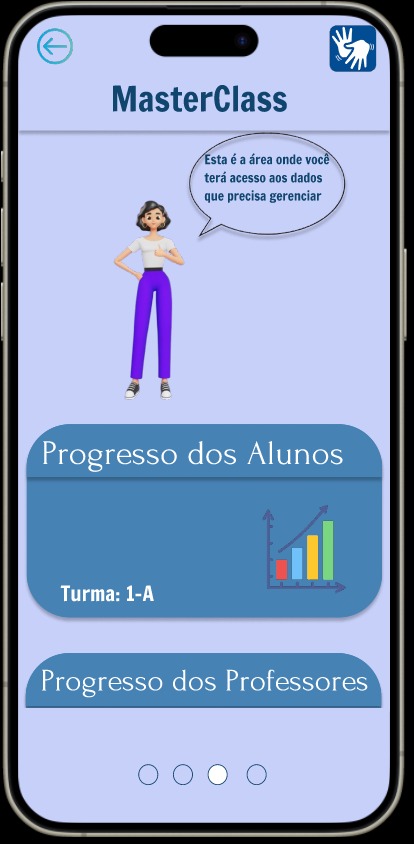 MasterClass
Esta é a área onde você
terá acesso aos dados
que precisa gerenciar
Progresso dos Alunos
Turma: 1-A
Progresso dos Professores